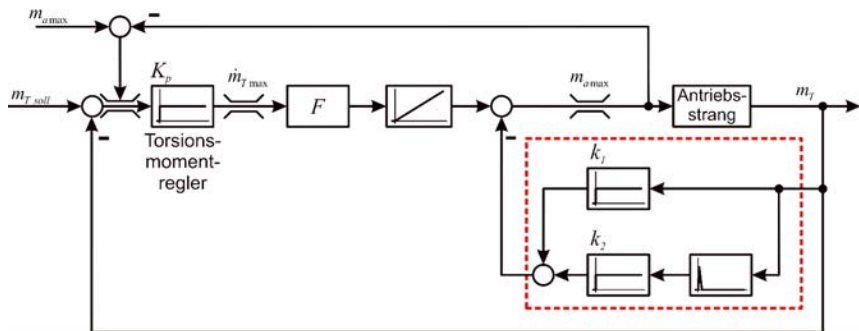 m_a max
m_T soll
K_p
ṁ_T max
F
m_a max
Antriebs-
strang
m_T
Torsions-
moment-
regler
k_1
k_2